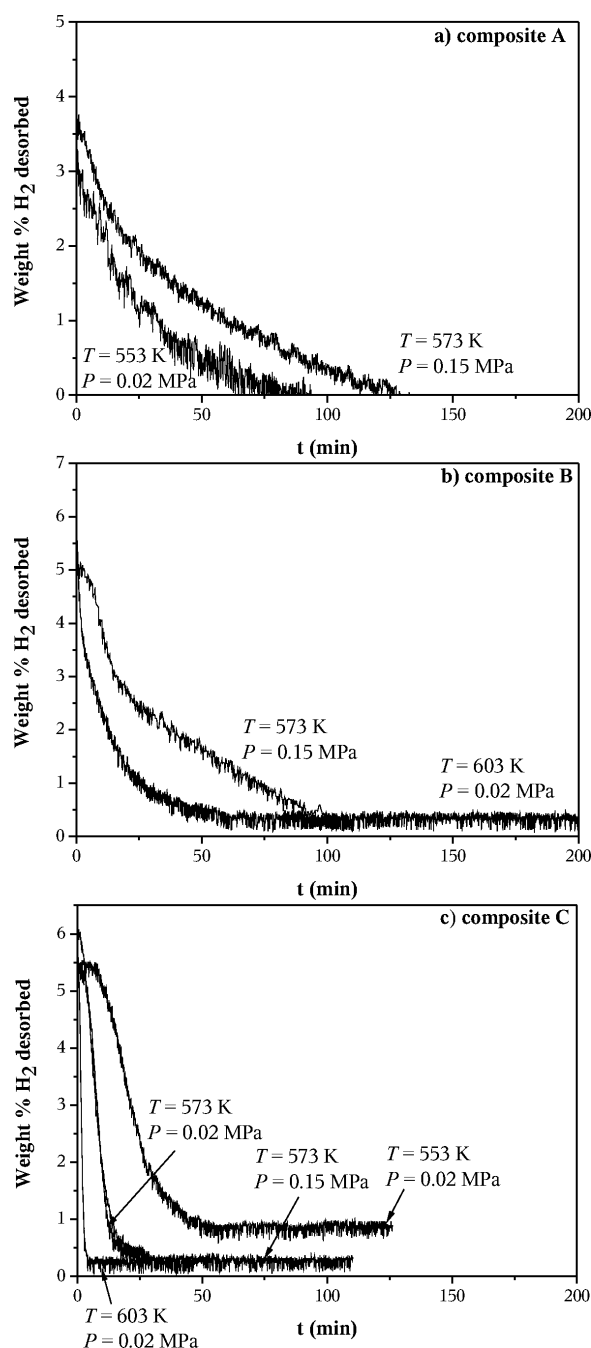 a) composite A
5
4
3
2
1
0
Weight % H2 desorbed
T = 553 K
P = 0.02 MPa
T = 573 K
P = 0.15 MPa
0 50 100 150 200
t (min)
b) composite B
7
6
5
4
3
2
1
0
Weight % H2 desorbed
T = 573 K
P = 0.15 MPa
T = 603 K
P = 0.02 MPa
0 50 100 150 200
t (min)
c) composite C
6
5
4
3
2
1
0
Weight % H2 desorbed
T = 573 K
P = 0.02 MPa
T = 573 K
P = 0.15 MPa
T = 553 K
P = 0.02 MPa
0 50 100 150 200
T = 603 K
P = 0.02 MPa
t (min)